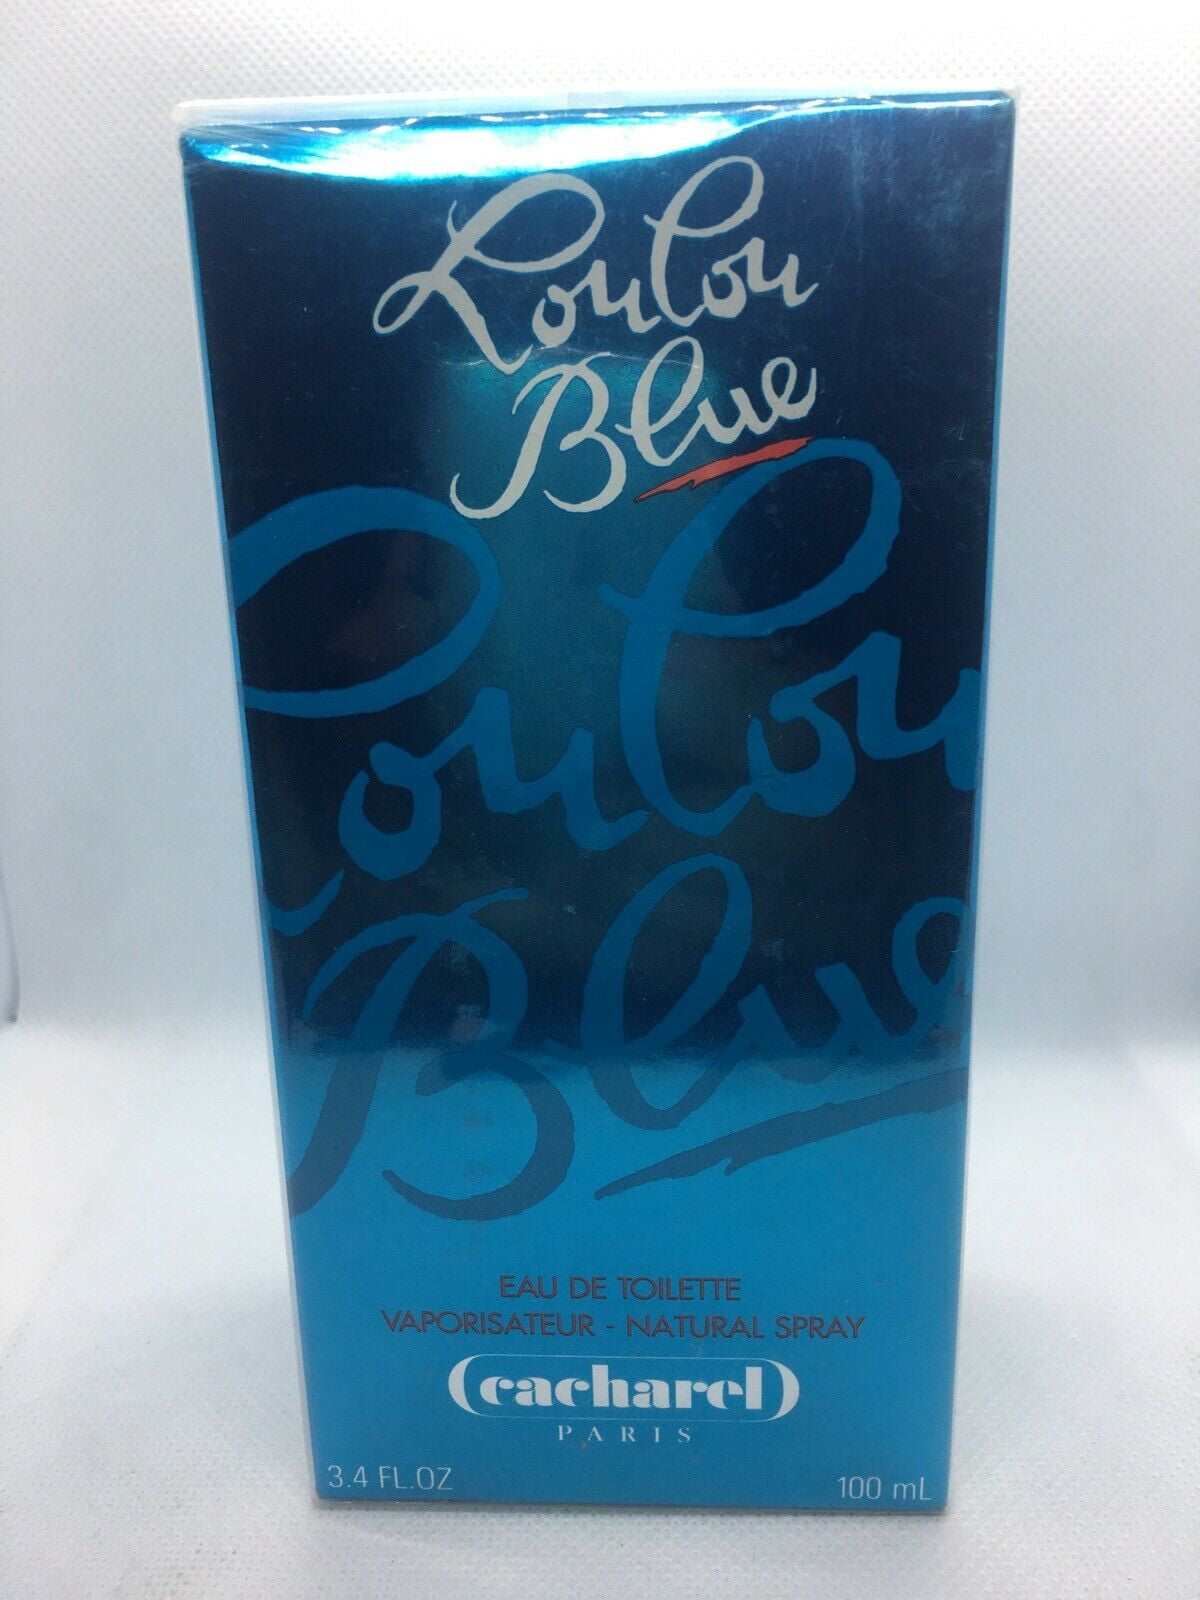 Loulou
Blue
Loulou
Blue
EAU DE TOILETTE
VAPORISATEUR - NATURAL SPRAY
cacharel
PARIS
3.4 FL.OZ
100 mL